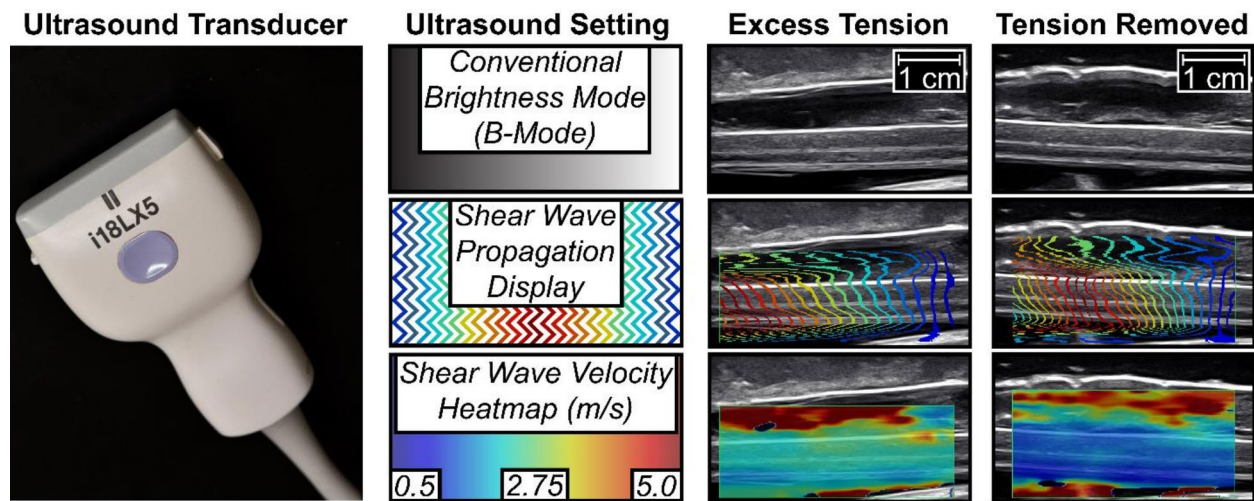 Ultrasound Transducer
Ultrasound Setting
Excess Tension
Tension Removed
i18LX5
Conventional
Brightness Mode
(B-Mode)
1 cm
1 cm
Shear Wave
Propagation
Display
Shear Wave Velocity
Heatmap (m/s)
0.5
2.75
5.0